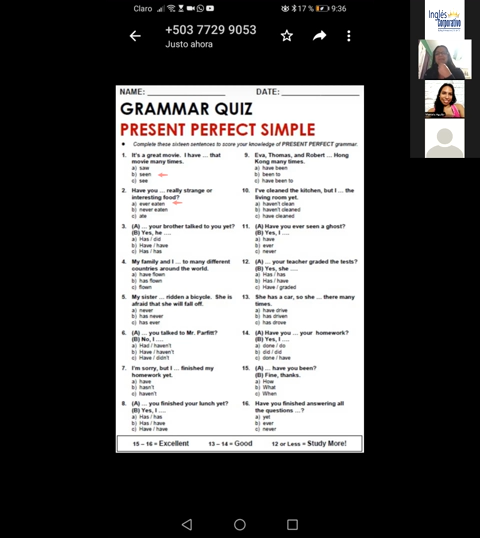 Claro
17 %
9:36
+503 7729 9053
Justo ahora
Inglés
Corporativo
NAME: ________________ DATE: ________________
GRAMMAR QUIZ
PRESENT PERFECT SIMPLE
Complete these sixteen sentences to score your knowledge of PRESENT PERFECT grammar.
1. It's a great movie. I have … that
movie many times.
a) saw
b) seen
c) see
2. Have you … really strange or
interesting food?
a) ever eaten
b) never eaten
c) ate
3. (A) … your brother talked to you yet?
(B) Yes, he ….
a) Has / did
b) Have / have
c) Has / has
4. My family and I … to many different
countries around the world.
a) have flown
b) has flown
c) flown
5. My sister … ridden a bicycle. She is
afraid that she will fall off.
a) never
b) has never
c) has ever
6. (A) … you talked to Mr. Parfitt?
(B) No, I ….
a) Had / haven't
b) Have / haven't
c) Have / didn't
7. I'm sorry, but I … finished my
homework yet.
a) have
b) hasn't
c) haven't
8. (A) … you finished your lunch yet?
(B) Yes, I ….
a) Has / has
b) Has / have
c) Have / have
9. Eva, Thomas, and Robert … Hong
Kong many times.
a) have been
b) been to
c) have been to
10. I've cleaned the kitchen, but I … the
living room yet.
a) haven't clean
b) haven't cleaned
c) have cleaned
11. (A) Have you ever seen a ghost?
(B) Yes, I ….
a) have
b) ever
c) never
12. (A) … your teacher graded the tests?
(B) Yes, she ….
a) Has / has
b) Has / have
c) Have / graded
13. She has a car, so she … there many
times.
a) have drive
b) has driven
c) has drove
14. (A) Have you … your homework?
(B) Yes, I ….
a) done / do
b) did / did
c) done / have
15. (A) … have you been?
(B) Fine, thanks.
a) How
b) What
c) When
16. Have you finished answering all
the questions …?
a) yet
b) ever
c) never
15 – 16 = Excellent 13 – 14 = Good 12 or Less = Study More!